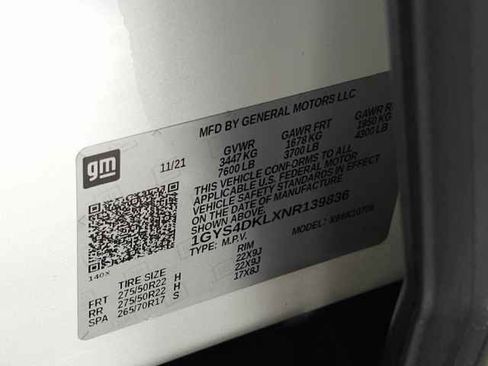 gm
MFD BY GENERAL MOTORS LLC
11/21
GVWR GAWR FRT GAWR
3447 KG 1678 KG 1950 KG
7600 LB 3700 LB 4300 LB
THIS VEHICLE CONFORMS TO ALL
APPLICABLE U.S. FEDERAL MOTOR
VEHICLE SAFETY STANDARDS IN EFFECT
ON THE DATE OF MANUFACTURE
1GYS4DKLXNR139836
TYPE: M.P.V.
140X
TIRE SIZE RIM
FRT 275/50R22 H 22X9J
RR 275/50R22 H 22X9J
SPA 265/70R17 S 17X8J